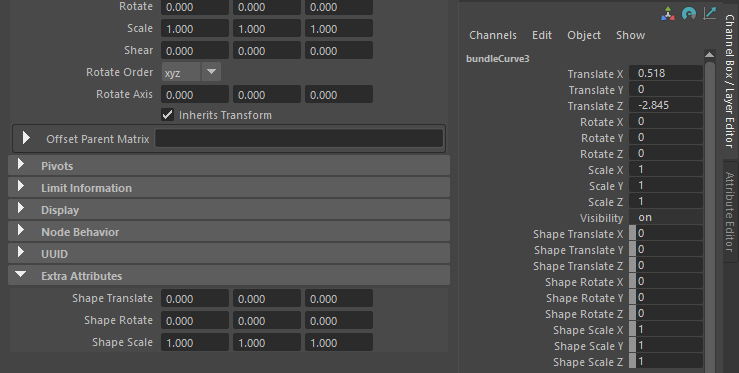 Rotate 0.000 0.000 0.000
Scale 1.000 1.000 1.000
Shear 0.000 0.000 0.000
Rotate Order xyz
Rotate Axis 0.000 0.000 0.000
Inherits Transform
Offset Parent Matrix
Pivots
Limit Information
Display
Node Behavior
UUID
Extra Attributes
Shape Translate 0.000 0.000 0.000
Shape Rotate 0.000 0.000 0.000
Shape Scale 1.000 1.000 1.000
Channels Edit Object Show
bundleCurve3
Translate X 0.518
Translate Y 0
Translate Z -2.845
Rotate X 0
Rotate Y 0
Rotate Z 0
Scale X 1
Scale Y 1
Scale Z 1
Visibility on
Shape Translate X 0
Shape Translate Y 0
Shape Translate Z 0
Shape Rotate X 0
Shape Rotate Y 0
Shape Rotate Z 0
Shape Scale X 1
Shape Scale Y 1
Shape Scale Z 1
Channel Box / Layer Editor
Attribute Editor